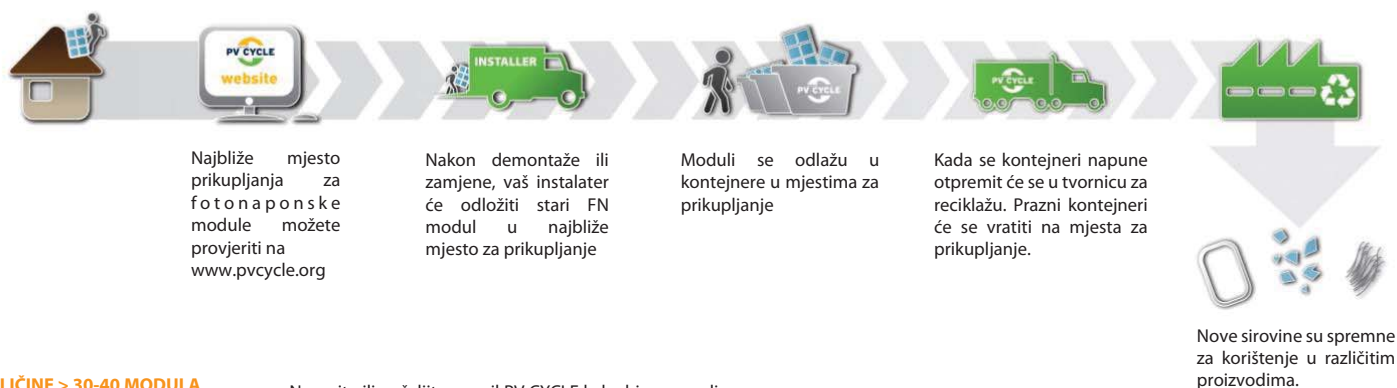 PV CYCLE
website
INSTALLER
PV CYCLE
PV CYCLE
Najbliže mjesto
prikupljanja za
fotonaponske
module možete
provjeriti na
www.pvcycle.org
Nakon demontaže ili
zamjene, vaš instalater
će odložiti stari FN
modul u najbliže
mjesto za prikupljanje
Moduli se odlažu u
kontejnere u mjestima za
prikupljanje
Kada se kontejneri napune
otpremit će se u tvornicu za
reciklažu. Prazni kontejneri
će se vratiti na mjesta za
prikupljanje.
Nove sirovine su spremne
za korištenje u različitim
proizvodima.